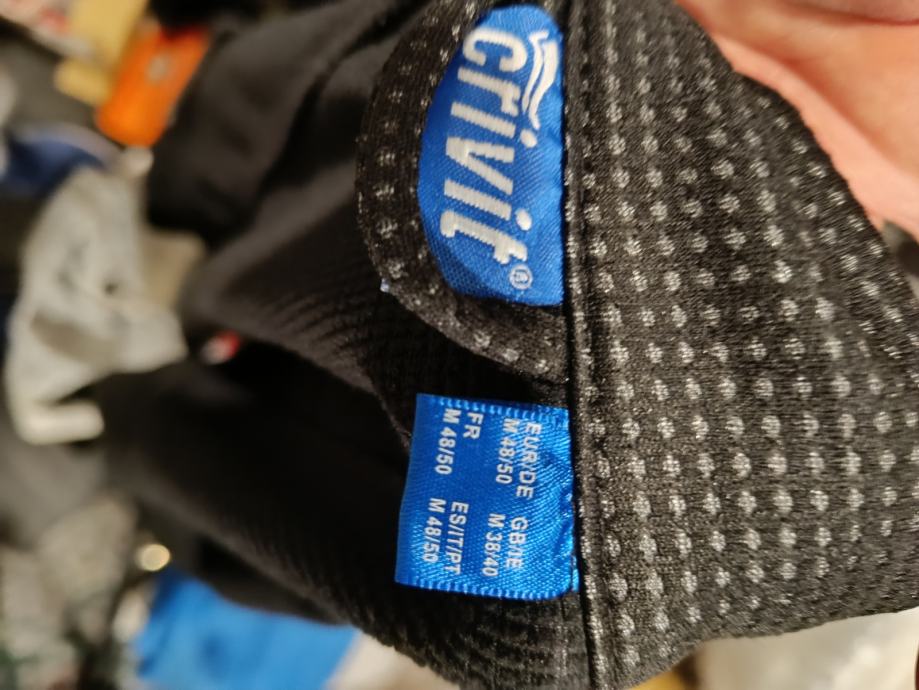 crivit®
EUR/DE GB/IE
M 48/50 M 38/40
FR ES/IT/PT
M 48/50 M 48/50